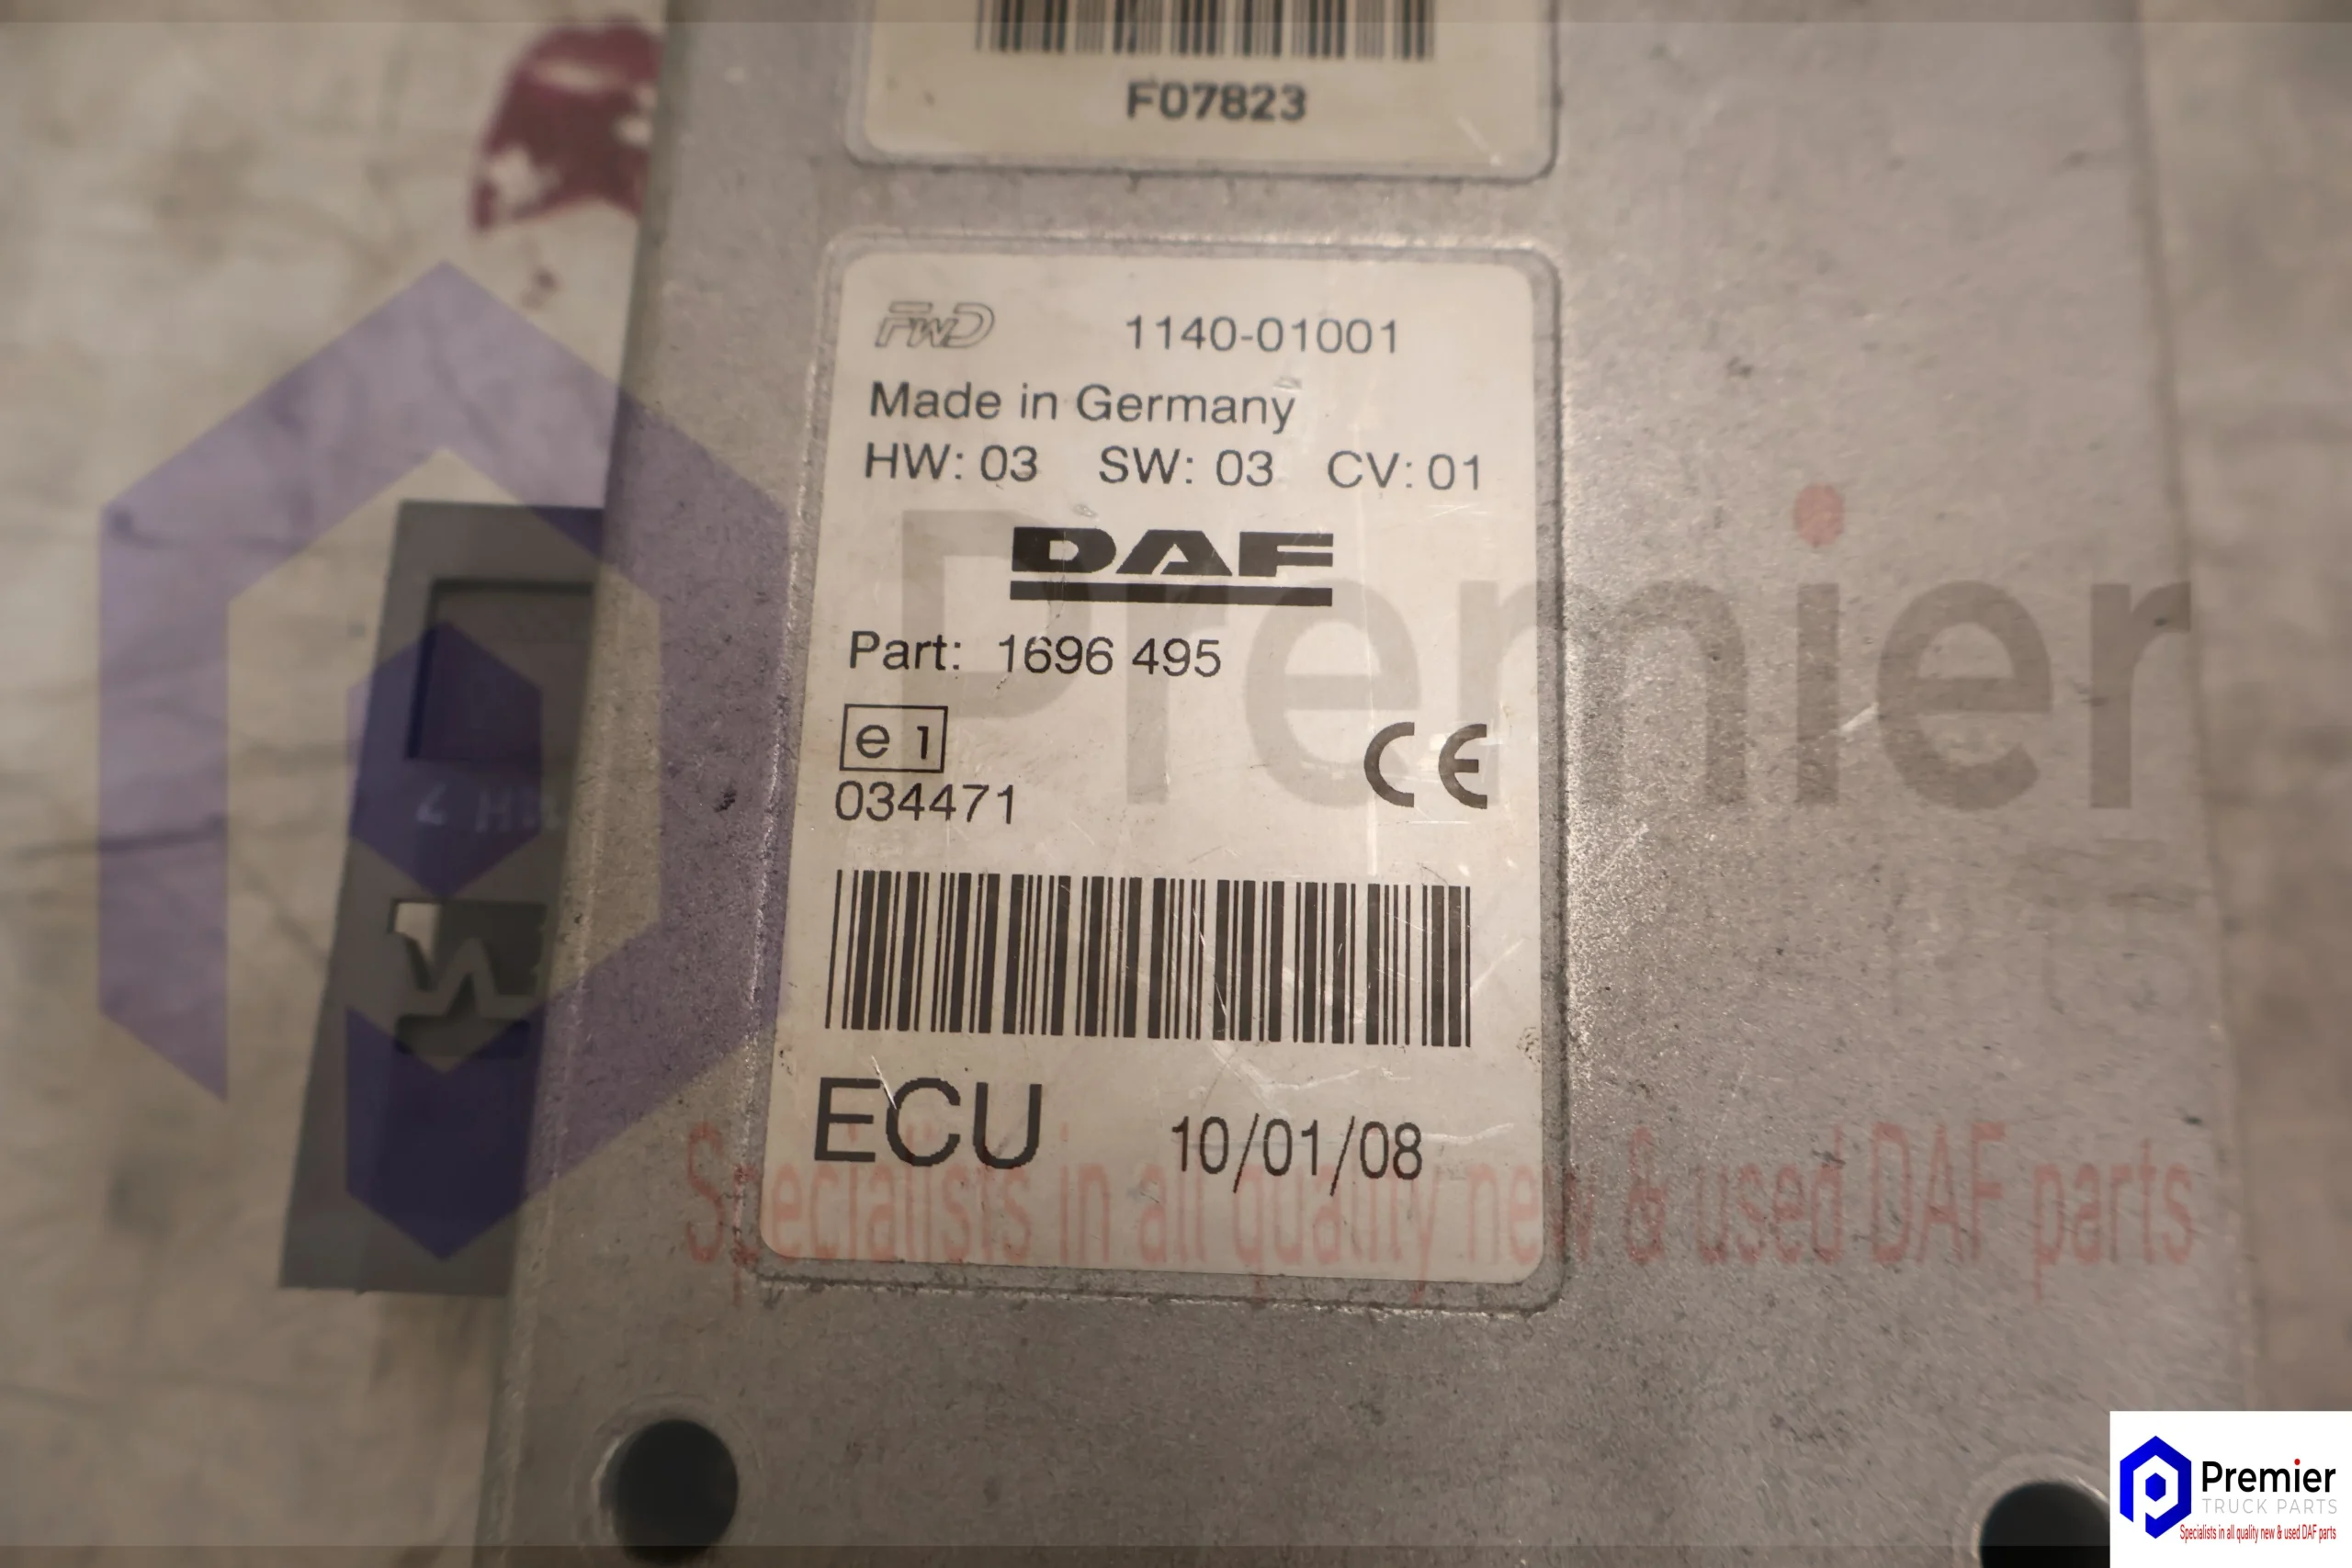 F07823
FWD 1140-01001
Made in Germany
HW: 03 SW: 03 CV: 01
DAF
Part: 1696 495
e 1
CE
034471
ECU 10/01/08
Premier
Specialists in all quality new & used DAF parts
Premier
TRUCK PARTS
Specialists in all quality new & used DAF parts